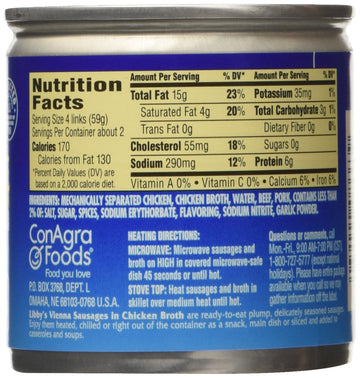 Nutrition
Facts
Serving Size 4 links (59g)
Servings Per Container about 2
Calories 170
Calories from Fat 130
*Percent Daily Values (DV) are
based on a 2,000 calorie diet.
Amount Per Serving % DV*
Total Fat 15g 23%
Saturated Fat 4g 20%
Trans Fat 0g
Cholesterol 55mg 18%
Sodium 290mg 12%
Amount Per Serving % DV*
Potassium 35mg 1%
Total Carbohydrate 3g 1%
Dietary Fiber 0g 0%
Sugars 0g
Protein 6g
Vitamin A 0% • Vitamin C 0% • Calcium 6% • Iron 6%
INGREDIENTS: MECHANICALLY SEPARATED CHICKEN, CHICKEN BROTH, WATER, BEEF, PORK, CONTAINS LESS THAN
2% OF: SALT, SUGAR, SPICES, SODIUM ERYTHORBATE, FLAVORING, SODIUM NITRITE, GARLIC POWDER.
ConAgra
Foods
Food you love
P.O. BOX 3768, DEPT. L
OMAHA, NE 68103-0768 U.S.A.
HEATING DIRECTIONS:
MICROWAVE: Microwave sausages and
broth on HIGH in covered microwave-safe
dish 45 seconds or until hot.
STOVE TOP: Heat sausages and broth in
skillet over medium heat until hot.
Questions or comments, call
Mon.-Fri., 9:00 AM-7:00 PM (CST)
1-800-727-5777 (except national
holidays). Please have entire package
available when you call so we may
gather information off the label.
Libby's Vienna Sausages in Chicken Broth are ready-to-eat plump, delicately seasoned sausages.
Enjoy them heated, chilled or right out of the container as a snack, main dish or sliced and added to
casseroles and soups.